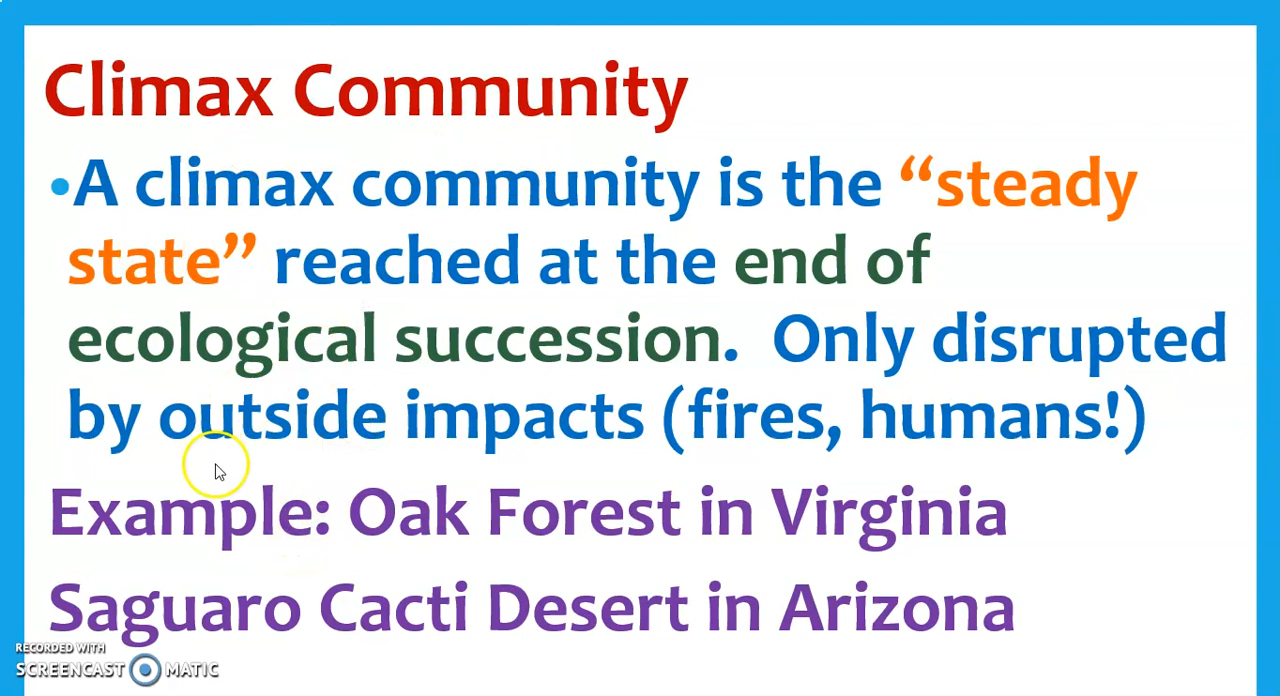 Climax Community
•A climax community is the “steady
state” reached at the end of
ecological succession.  Only disrupted
by outside impacts (fires, humans!)
Example: Oak Forest in Virginia
Saguaro Cacti Desert in Arizona
RECORDED WITH
SCREENCAST MATIC